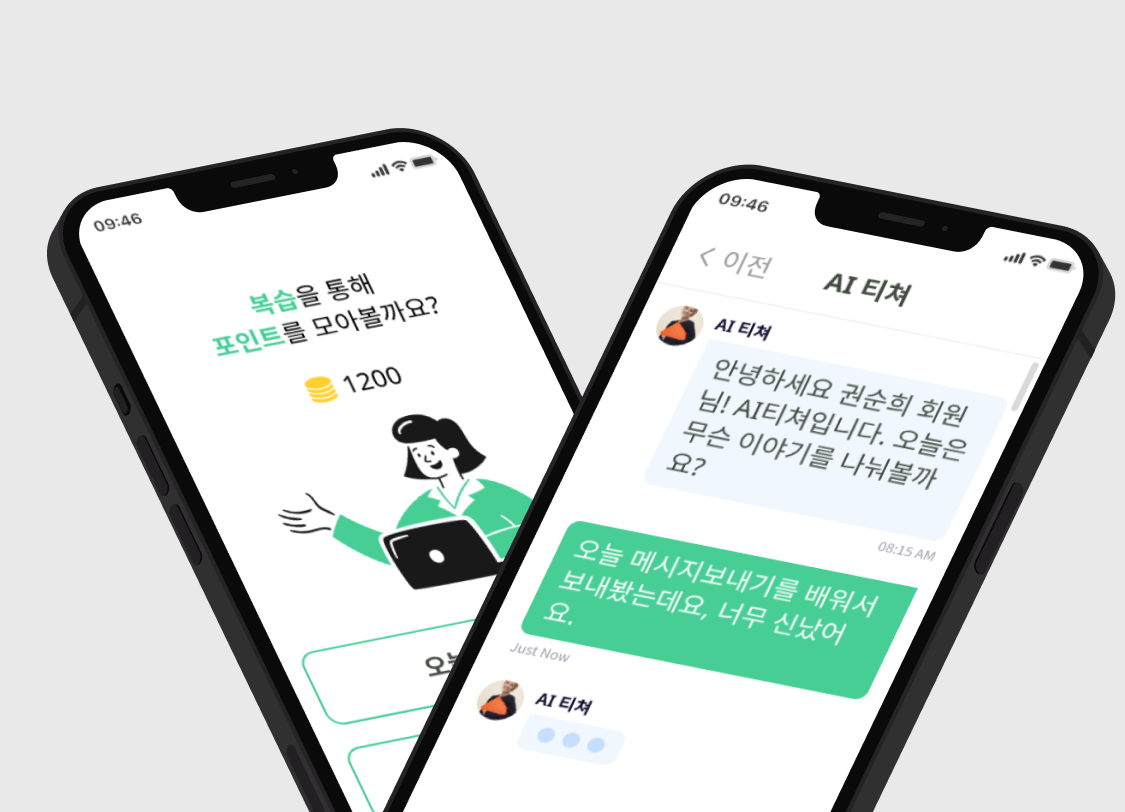 09:46
복습을 통해
포인트를 모아볼까요?
1200
09:46
이전
AI 티쳐
AI 티쳐
안녕하세요 권순희 회원
님! AI티쳐입니다. 오늘은
무슨 이야기를 나눠볼까
요?
08:15 AM
오늘 메시지보내기를 배워서
보내봤는데요, 너무 신났어
요.
Just Now
AI 티쳐